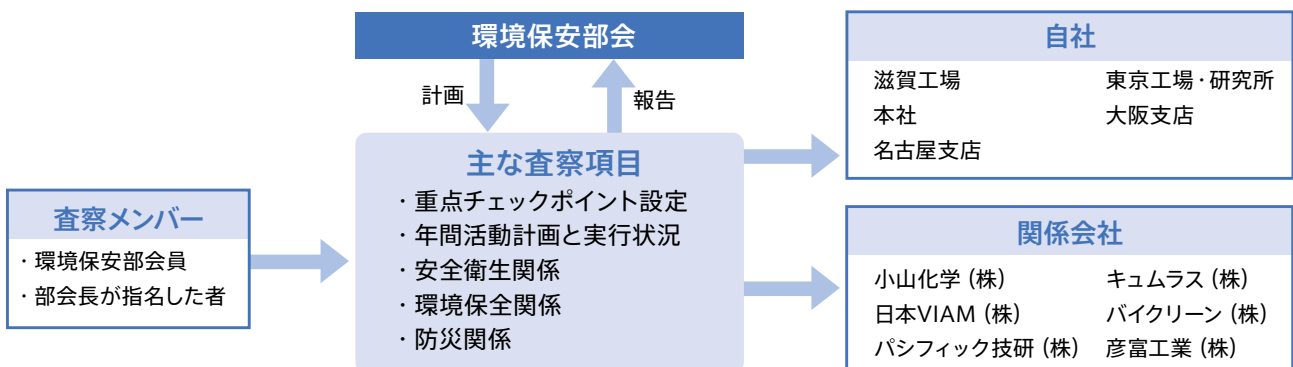 環境保安部会
計画
報告
主な査察項目
・重点チェックポイント設定
・年間活動計画と実行状況
・安全衛生関係
・環境保全関係
・防災関係
査察メンバー
・環境保安部会員
・部会長が指名した者
自社
滋賀工場 東京工場・研究所
本社 大阪支店
名古屋支店
関係会社
小山化学 (株) キュムラス (株)
日本VIAM (株) バイクリーン (株)
パシフィック技研 (株) 彦富工業 (株)